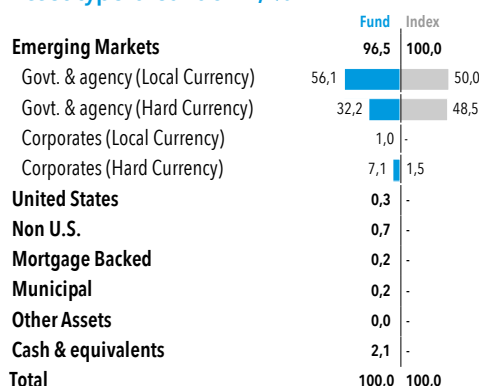 Fund Index
Emerging Markets 96,5 100,0
Govt. & agency (Local Currency) 56,1 50,0
Govt. & agency (Hard Currency) 32,2 48,5
Corporates (Local Currency) 1,0 -
Corporates (Hard Currency) 7,1 1,5
United States 0,3 -
Non U.S. 0,7 -
Mortgage Backed 0,2 -
Municipal 0,2 -
Other Assets 0,0 -
Cash & equivalents 2,1 -
Total 100,0 100,0